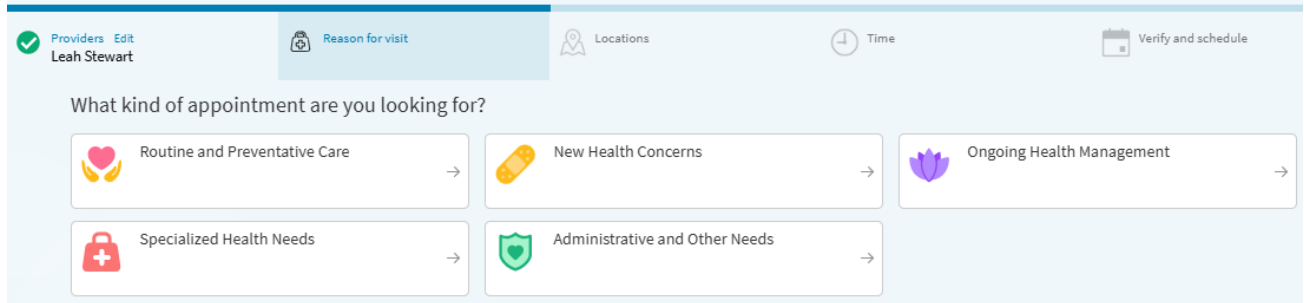 Providers Edit
Leah Stewart
Reason for visit
Locations
Time
Verify and schedule
What kind of appointment are you looking for?
Routine and Preventative Care
New Health Concerns
Ongoing Health Management
Specialized Health Needs
Administrative and Other Needs